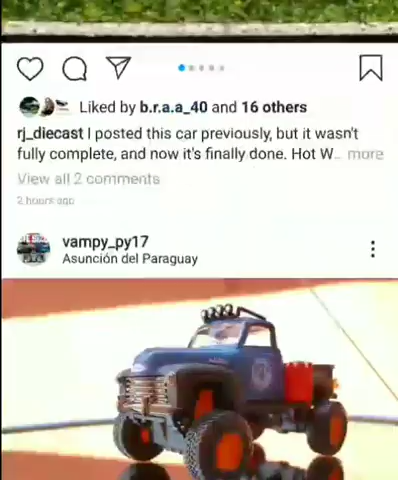 Liked by b.r.a.a_40 and 16 others
rj_diecast I posted this car previously, but it wasn't
fully complete, and now it's finally done. Hot W... more
View all 2 comments
2 hours ago
vampy_py17
Asunción del Paraguay